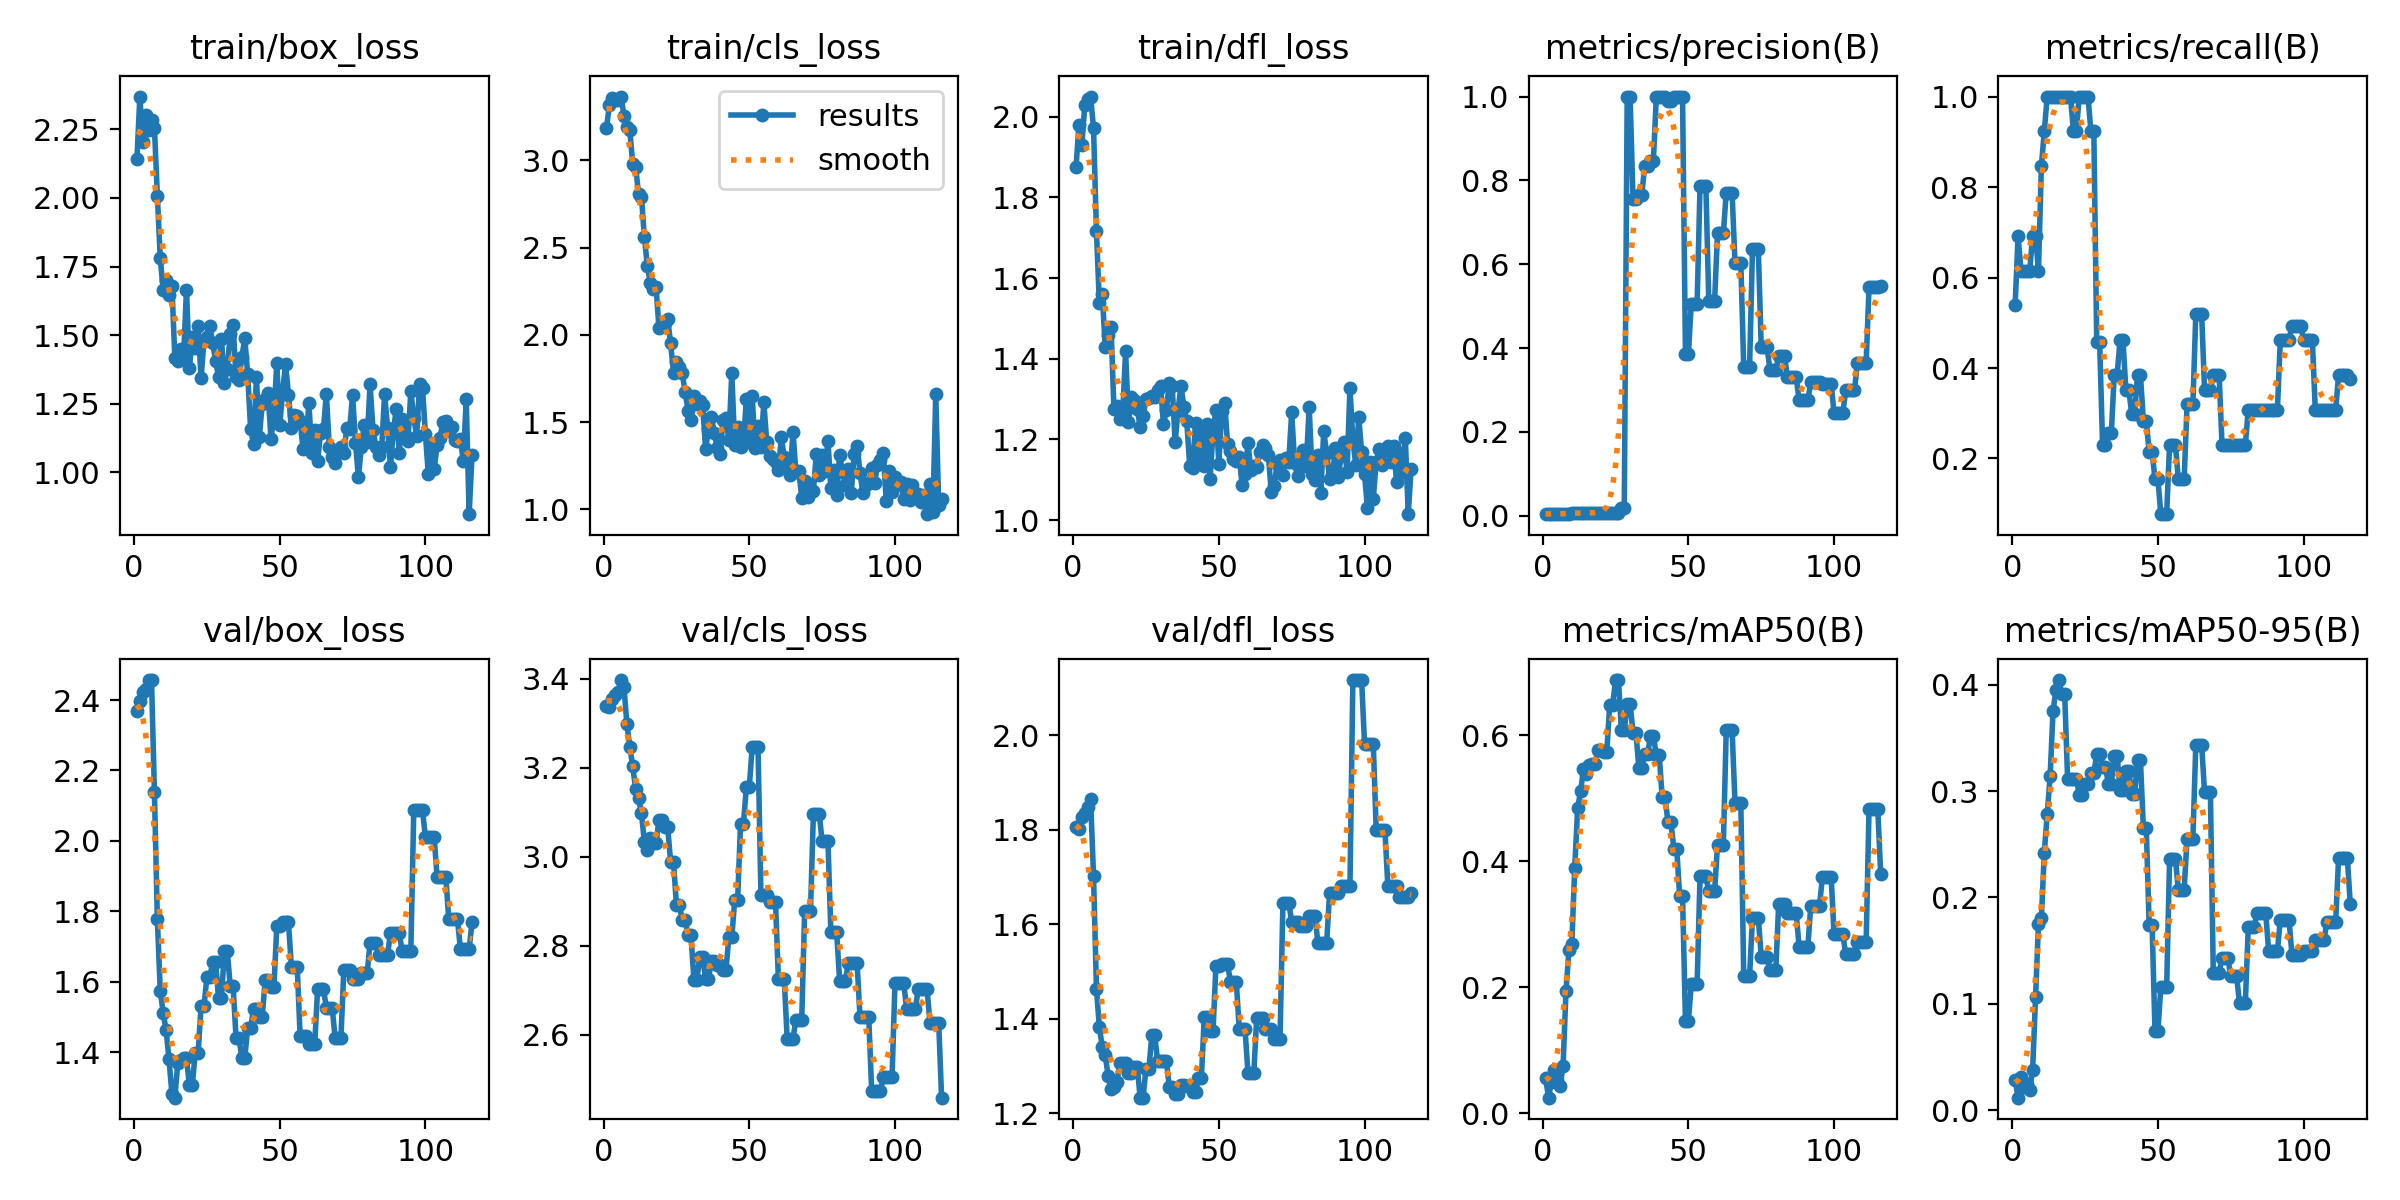 train/box_loss
2.25
2.00
1.75
1.50
1.25
1.00
0 50 100
train/cls_loss
results
smooth
3.0
2.5
2.0
1.5
1.0
0 50 100
train/dfl_loss
2.0
1.8
1.6
1.4
1.2
1.0
0 50 100
metrics/precision(B)
1.0
0.8
0.6
0.4
0.2
0.0
0 50 100
metrics/recall(B)
1.0
0.8
0.6
0.4
0.2
0 50 100
val/box_loss
2.4
2.2
2.0
1.8
1.6
1.4
0 50 100
val/cls_loss
3.4
3.2
3.0
2.8
2.6
0 50 100
val/dfl_loss
2.0
1.8
1.6
1.4
1.2
0 50 100
metrics/mAP50(B)
0.6
0.4
0.2
0.0
0 50 100
metrics/mAP50-95(B)
0.4
0.3
0.2
0.1
0.0
0 50 100